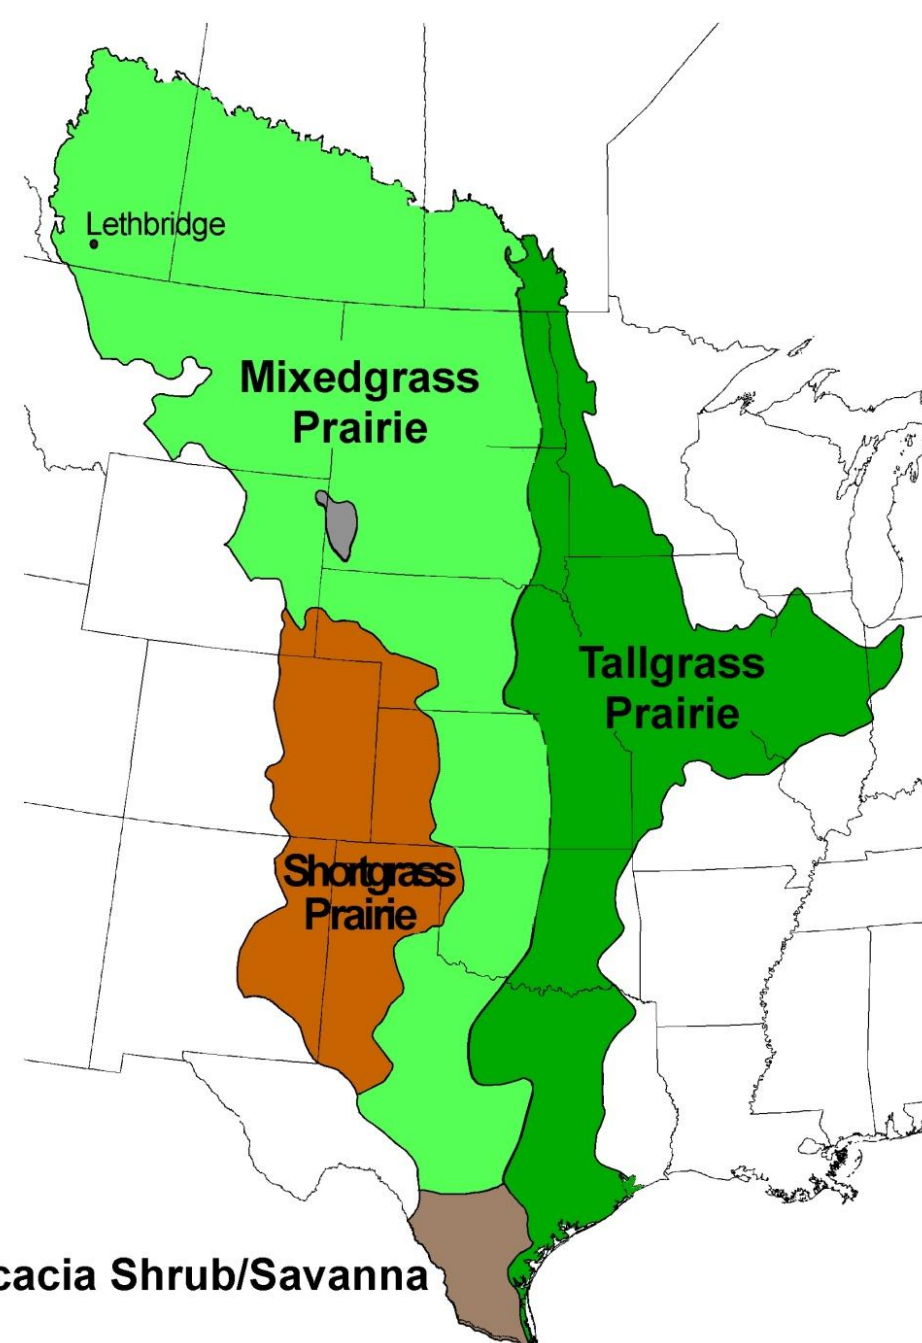 Lethbridge
Mixedgrass
Prairie
Tallgrass
Prairie
Shortgrass
Prairie
cacia Shrub/Savanna